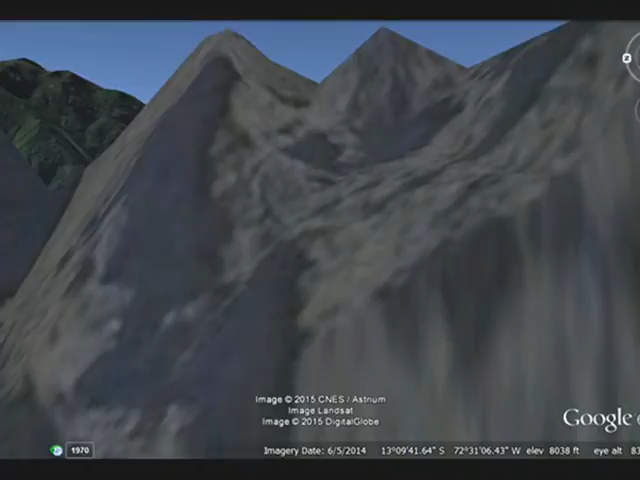 Image © 2015 CNES / Astrium
Image Landsat
Image © 2015 DigitalGlobe
Google
1970
Imagery Date: 6/5/2014 13°09'41.64" S 72°31'06.43" W elev 8038 ft eye alt